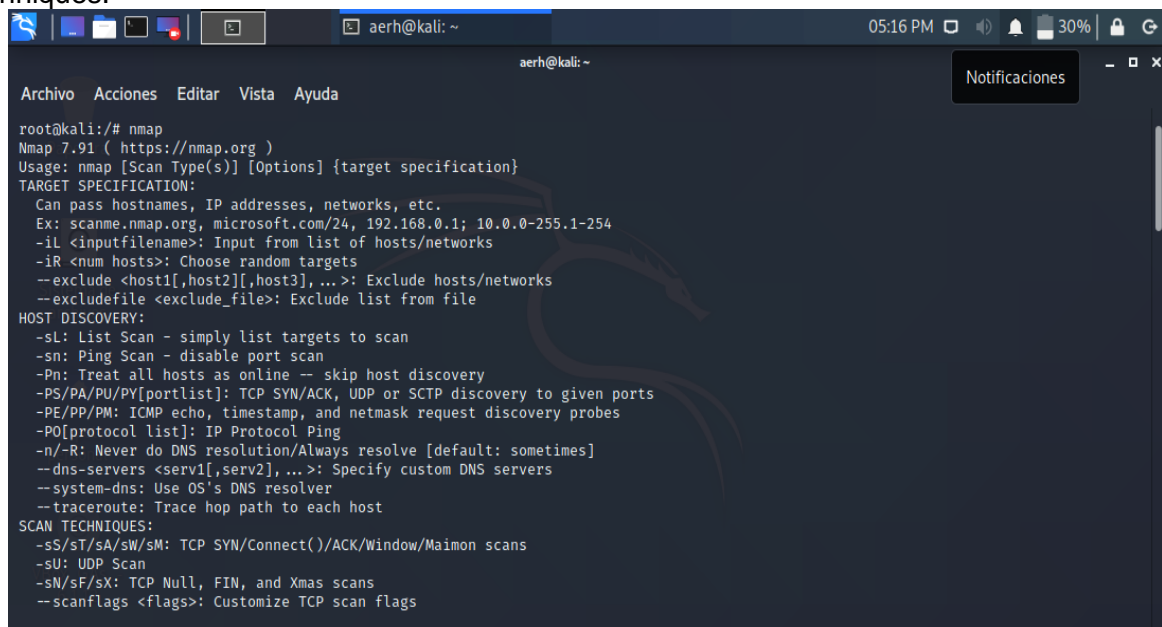 niques.
aerh@kali: ~
05:16 PM
30%
aerh@kali: ~
Notificaciones
Archivo Acciones Editar Vista Ayuda
root@kali:/# nmap
Nmap 7.91 ( https://nmap.org )
Usage: nmap [Scan Type(s)] [Options] {target specification}
TARGET SPECIFICATION:
Can pass hostnames, IP addresses, networks, etc.
Ex: scanme.nmap.org, microsoft.com/24, 192.168.0.1; 10.0.0-255.1-254
-iL <inputfilename>: Input from list of hosts/networks
-iR <num hosts>: Choose random targets
--exclude <host1[,host2][,host3],...>: Exclude hosts/networks
--excludefile <exclude_file>: Exclude list from file
HOST DISCOVERY:
-sL: List Scan - simply list targets to scan
-sn: Ping Scan - disable port scan
-Pn: Treat all hosts as online -- skip host discovery
-PS/PA/PU/PY[portlist]: TCP SYN/ACK, UDP or SCTP discovery to given ports
-PE/PP/PM: ICMP echo, timestamp, and netmask request discovery probes
-PO[protocol list]: IP Protocol Ping
-n/-R: Never do DNS resolution/Always resolve [default: sometimes]
--dns-servers <serv1[,serv2],...>: Specify custom DNS servers
--system-dns: Use OS's DNS resolver
--traceroute: Trace hop path to each host
SCAN TECHNIQUES:
-sS/sT/sA/sW/sM: TCP SYN/Connect()/ACK/Window/Maimon scans
-sU: UDP Scan
-sN/sF/sX: TCP Null, FIN, and Xmas scans
--scanflags <flags>: Customize TCP scan flags